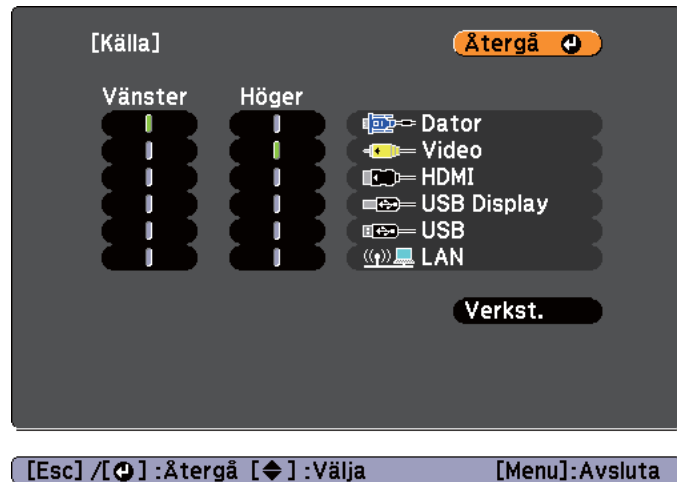 [Källa]
Återgå
Vänster Höger
Dator
Video
HDMI
USB Display
USB
LAN
Verkst.
[Esc] /[ ] :Återgå [ ] :Välja [Menu]:Avsluta